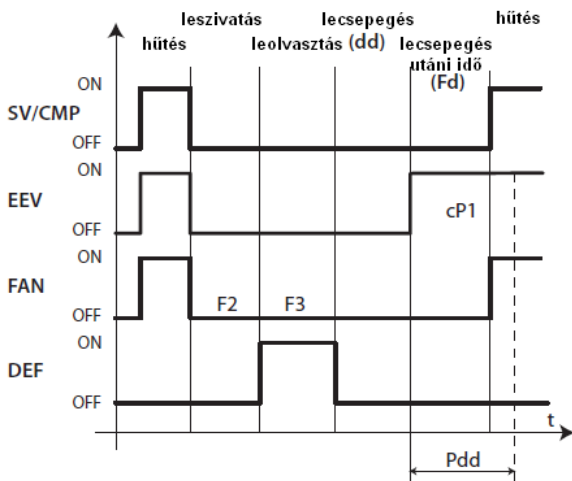 leszivatás
lecsepegés
hűtés
hűtés
leolvasztás (dd)
lecsepegés
utáni idő
(Fd)
ON
SV/CMP
OFF
ON
EEV
cP1
OFF
ON
FAN
F2
F3
OFF
ON
DEF
OFF
t
Pdd